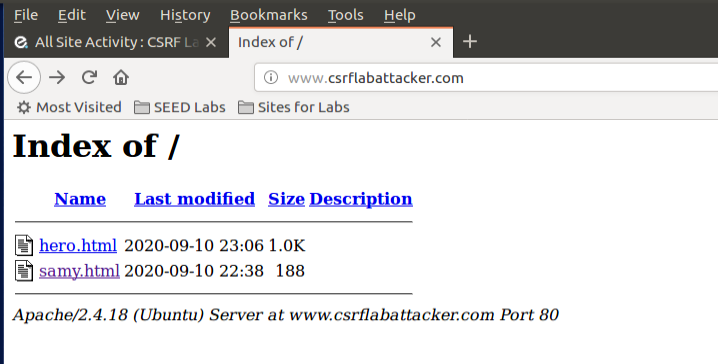 File Edit View History Bookmarks Tools Help
All Site Activity : CSRF La
Index of /
www.csrflabattacker.com
Most Visited SEED Labs Sites for Labs
Index of /
Name Last modified Size Description
hero.html 2020-09-10 23:06 1.0K
samy.html 2020-09-10 22:38 188
Apache/2.4.18 (Ubuntu) Server at www.csrflabattacker.com Port 80